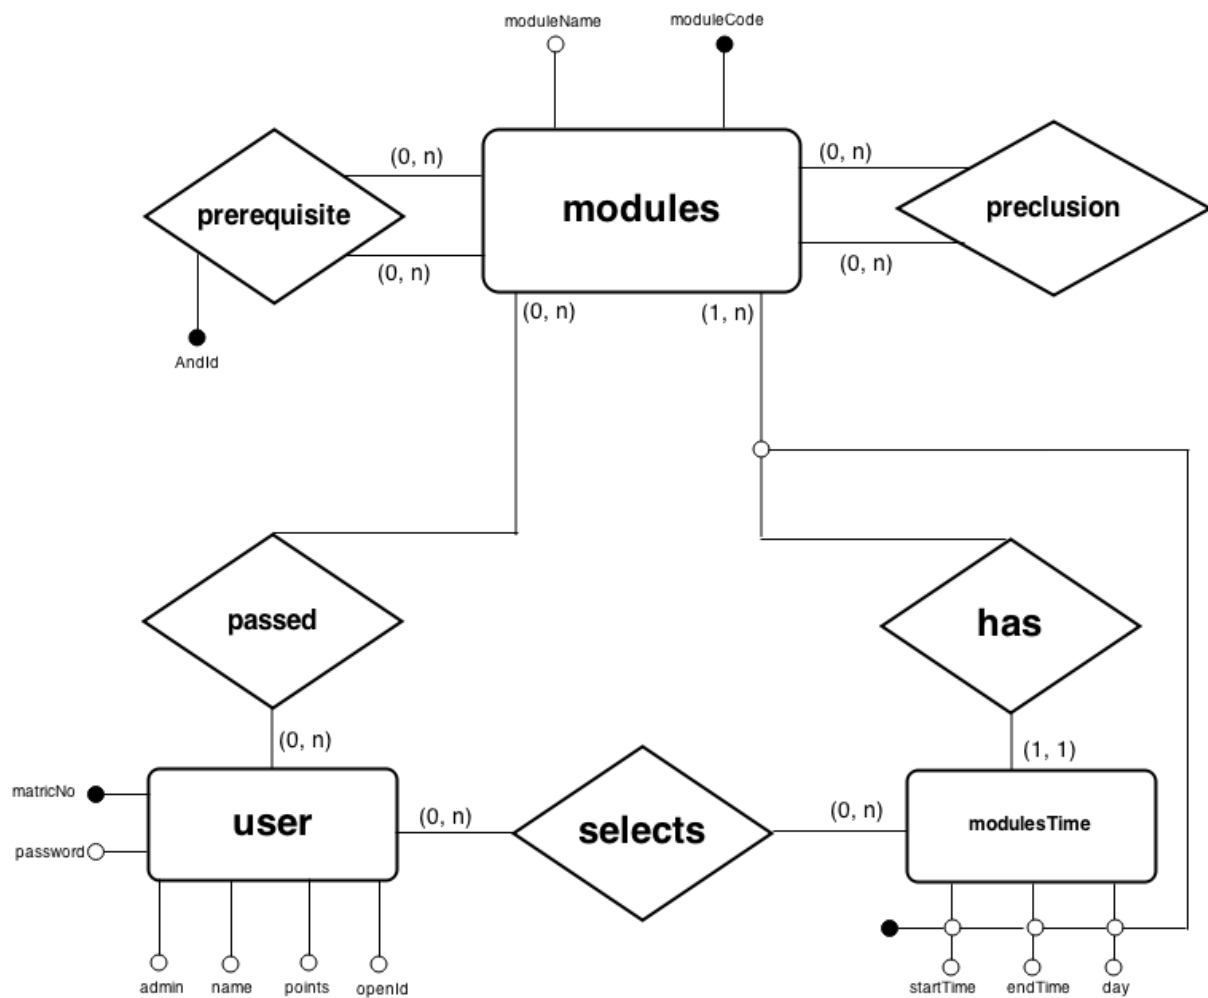 moduleName
moduleCode
(0, n)
(0, n)
prerequisite
modules
preclusion
(0, n)
(0, n)
(0, n)
(1, n)
AndId
passed
has
(0, n)
(1, 1)
matricNo
user
(0, n)
selects
(0, n)
modulesTime
password
admin
name
points
openId
startTime
endTime
day